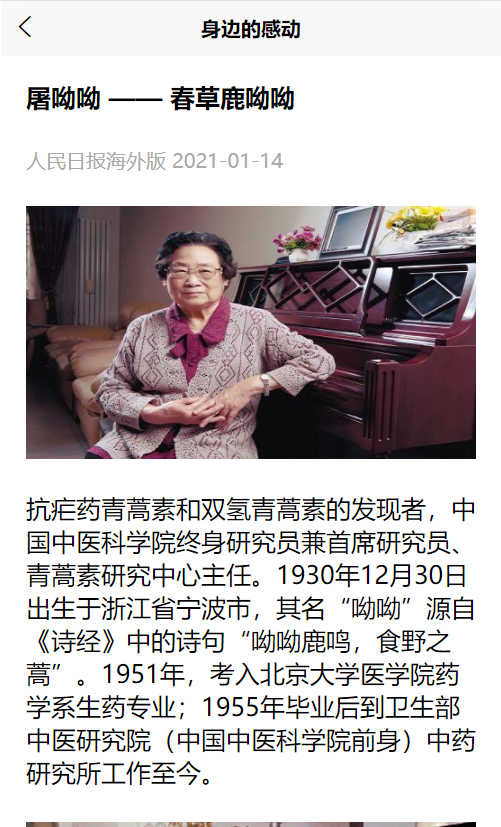 身边的感动
屠呦呦 —— 春草鹿呦呦
人民日报海外版 2021-01-14
抗疟药青蒿素和双氢青蒿素的发现者，中
国中医科学院终身研究员兼首席研究员、
青蒿素研究中心主任。1930年12月30日
出生于浙江省宁波市，其名“呦呦”源自
《诗经》中的诗句“呦呦鹿鸣，食野之
蒿”。1951年，考入北京大学医学院药
学系生药专业；1955年毕业后到卫生部
中医研究院（中国中医科学院前身）中药
研究所工作至今。